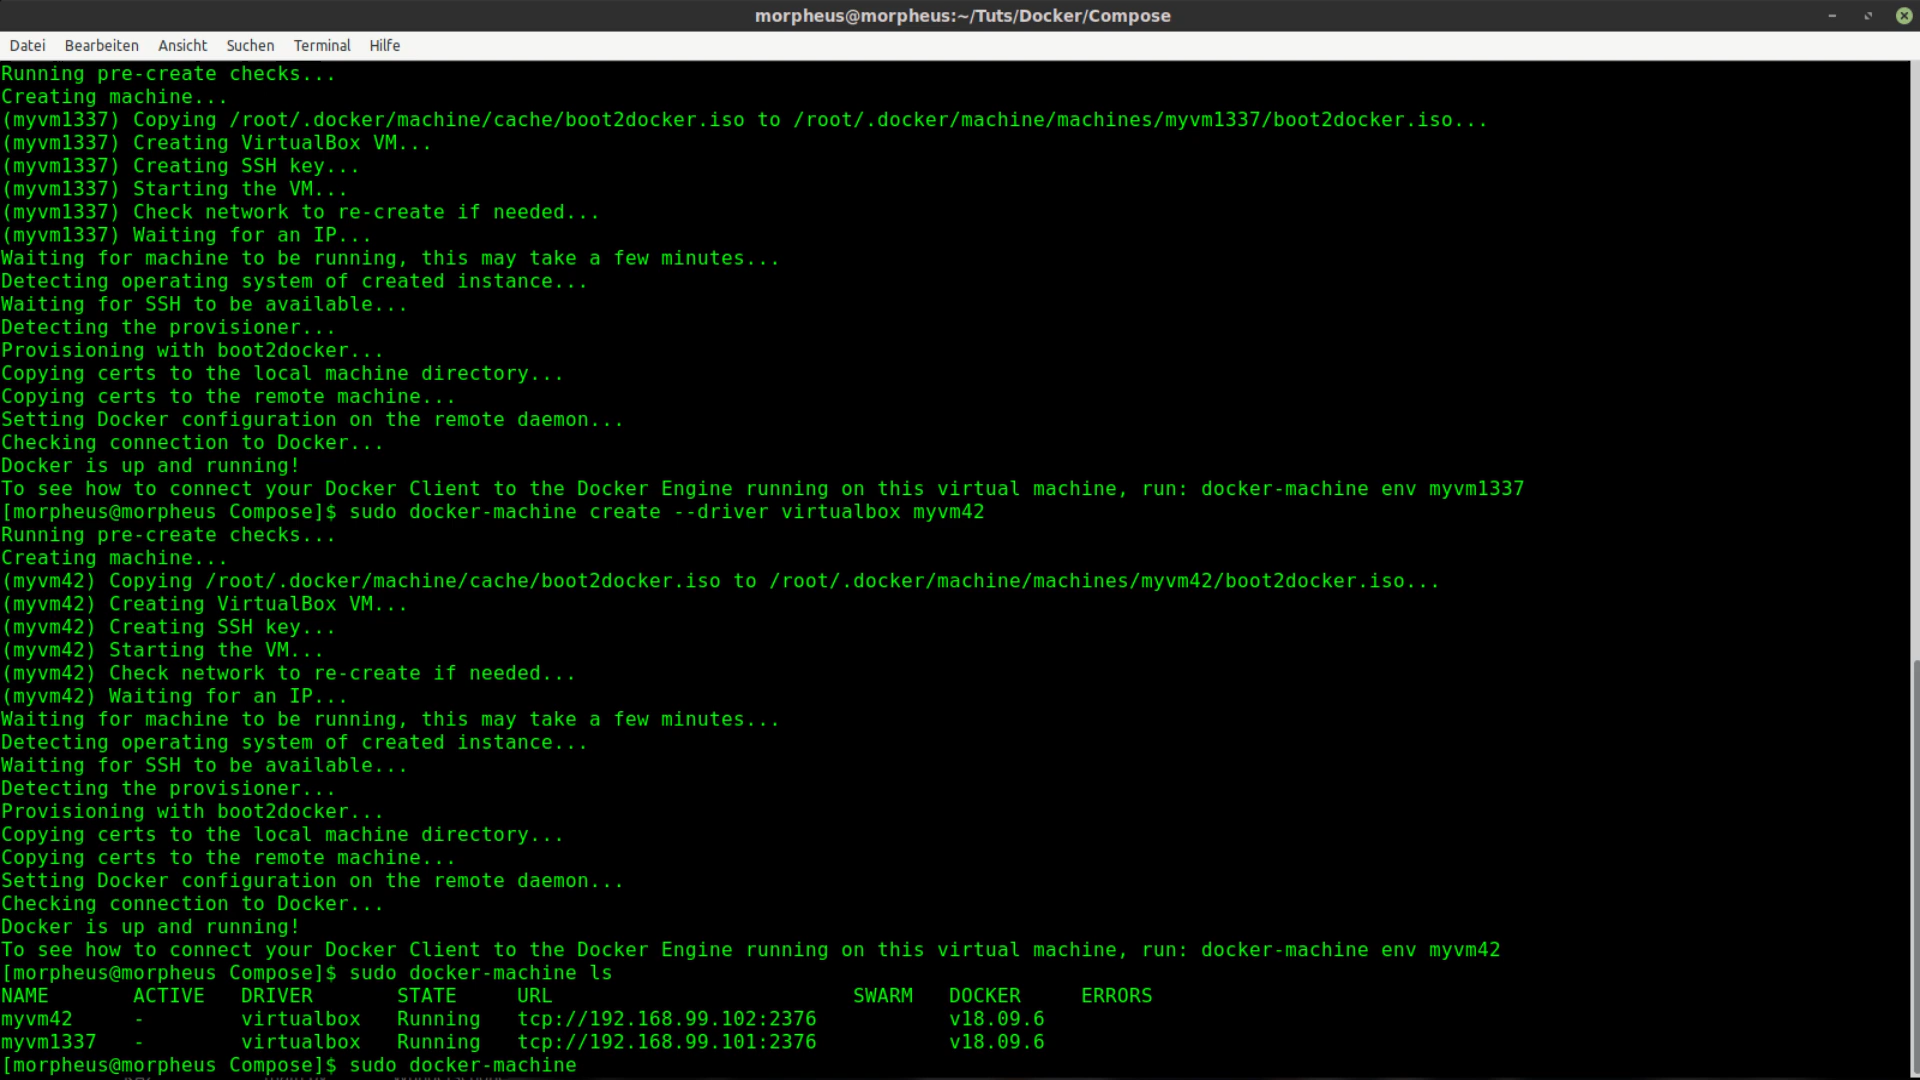 morpheus@morpheus:~/Tuts/Docker/Compose
Datei Bearbeiten Ansicht Suchen Terminal Hilfe
Running pre-create checks...
Creating machine...
(myvm1337) Copying /root/.docker/machine/cache/boot2docker.iso to /root/.docker/machine/machines/myvm1337/boot2docker.iso...
(myvm1337) Creating VirtualBox VM...
(myvm1337) Creating SSH key...
(myvm1337) Starting the VM...
(myvm1337) Check network to re-create if needed...
(myvm1337) Waiting for an IP...
Waiting for machine to be running, this may take a few minutes...
Detecting operating system of created instance...
Waiting for SSH to be available...
Detecting the provisioner...
Provisioning with boot2docker...
Copying certs to the local machine directory...
Copying certs to the remote machine...
Setting Docker configuration on the remote daemon...
Checking connection to Docker...
Docker is up and running!
To see how to connect your Docker Client to the Docker Engine running on this virtual machine, run: docker-machine env myvm1337
[morpheus@morpheus Compose]$ sudo docker-machine create --driver virtualbox myvm42
Running pre-create checks...
Creating machine...
(myvm42) Copying /root/.docker/machine/cache/boot2docker.iso to /root/.docker/machine/machines/myvm42/boot2docker.iso...
(myvm42) Creating VirtualBox VM...
(myvm42) Creating SSH key...
(myvm42) Starting the VM...
(myvm42) Check network to re-create if needed...
(myvm42) Waiting for an IP...
Waiting for machine to be running, this may take a few minutes...
Detecting operating system of created instance...
Waiting for SSH to be available...
Detecting the provisioner...
Provisioning with boot2docker...
Copying certs to the local machine directory...
Copying certs to the remote machine...
Setting Docker configuration on the remote daemon...
Checking connection to Docker...
Docker is up and running!
To see how to connect your Docker Client to the Docker Engine running on this virtual machine, run: docker-machine env myvm42
[morpheus@morpheus Compose]$ sudo docker-machine ls
NAME ACTIVE DRIVER STATE URL SWARM DOCKER ERRORS
myvm42 - virtualbox Running tcp://192.168.99.102:2376 v18.09.6
myvm1337 - virtualbox Running tcp://192.168.99.101:2376 v18.09.6
[morpheus@morpheus Compose]$ sudo docker-machine